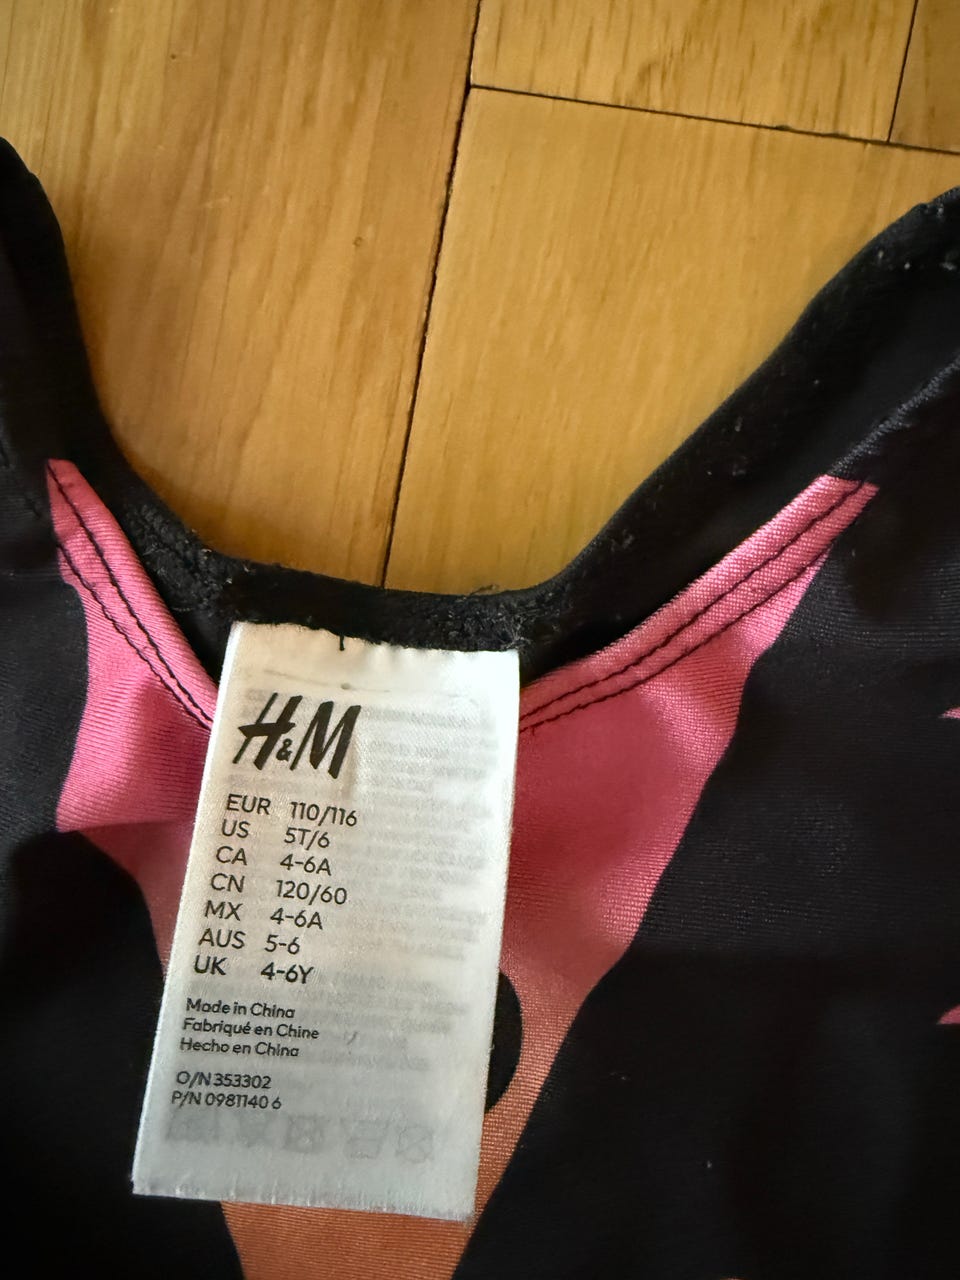 H&M
EUR 110/116
US 5T/6
CA 4-6A
CN 120/60
MX 4-6A
AUS 5-6
UK 4-6Y
Made in China
Fabriqué en Chine
Hecho en China
O/N 353302
P/N 0981140 6